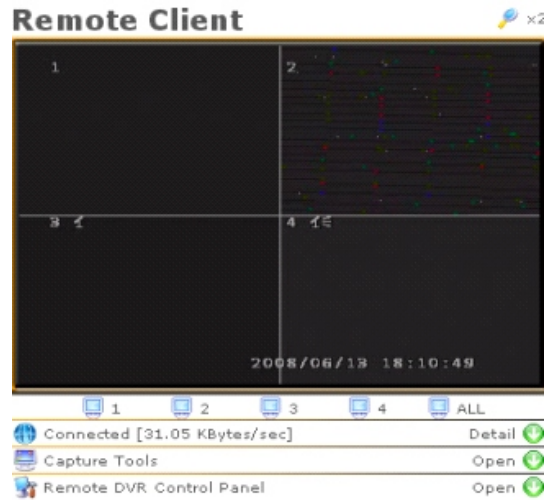 Remote Client
×2
1
2
3
4
2008/06/13 18:10:49
1 2 3 4 ALL
Connected [31.05 KBytes/sec] Detail
Capture Tools Open
Remote DVR Control Panel Open